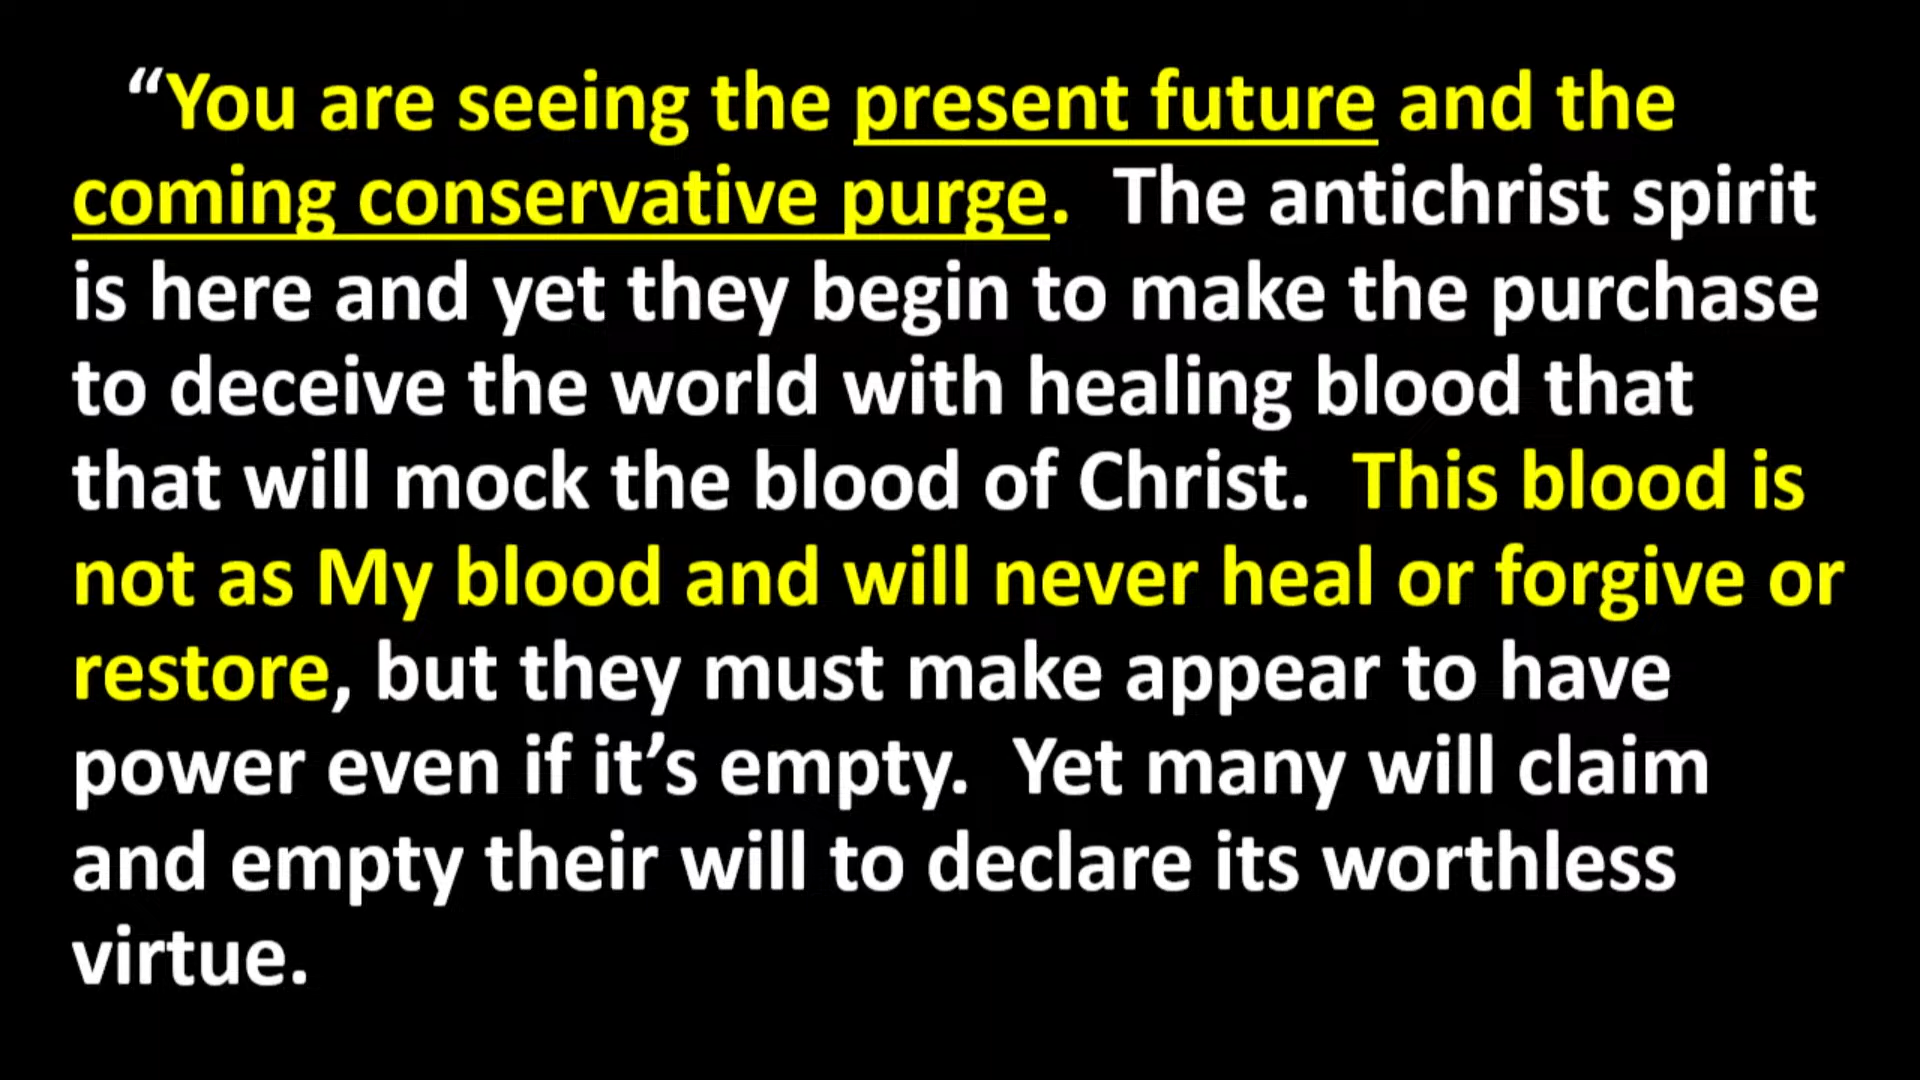 “You are seeing the present future and the
coming conservative purge.  The antichrist spirit
is here and yet they begin to make the purchase
to deceive the world with healing blood that
that will mock the blood of Christ.  This blood is
not as My blood and will never heal or forgive or
restore, but they must make appear to have
power even if it’s empty.  Yet many will claim
and empty their will to declare its worthless
virtue.